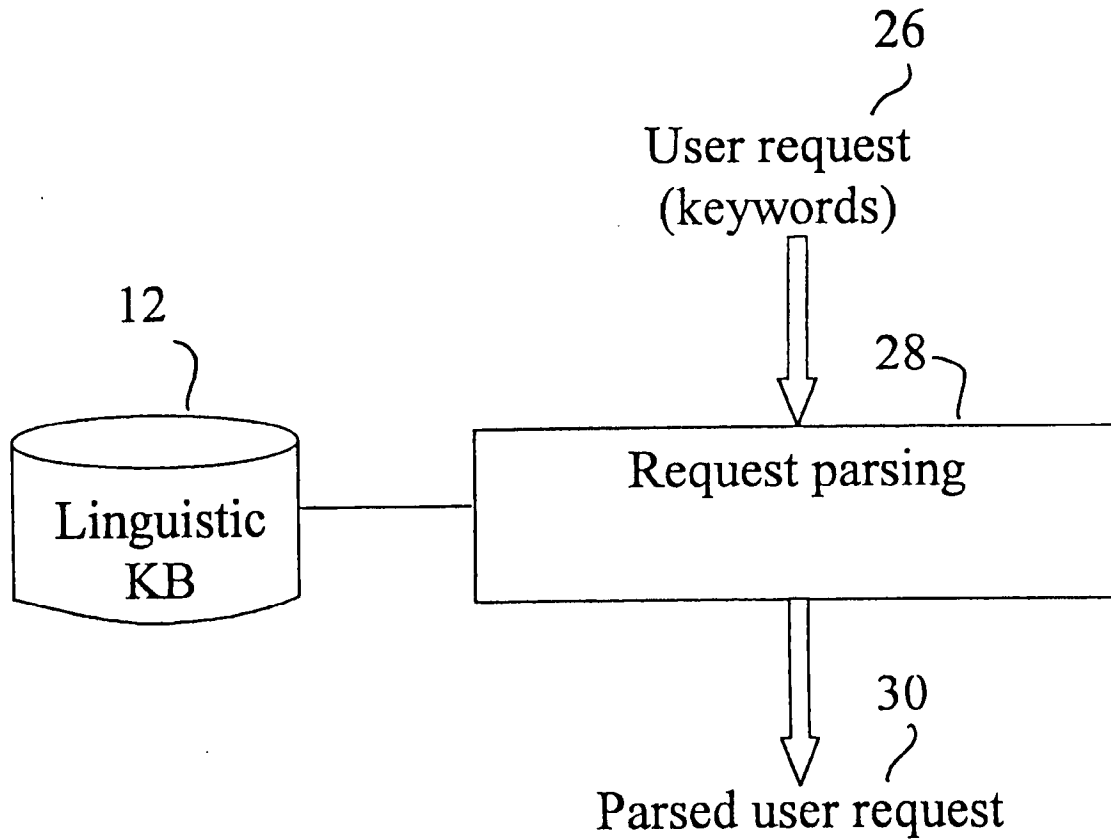 26
User request
(keywords)
12
28
Request parsing
Linguistic
KB
30
Parsed user request